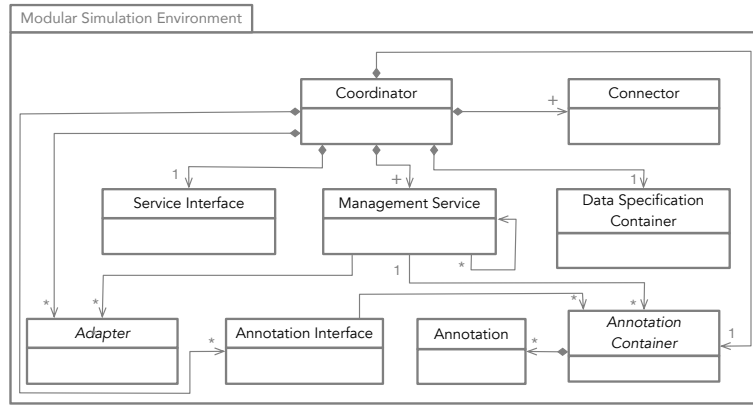 Modular Simulation Environment
Coordinator
Connector
+
1
+
1
Service Interface
Management Service
Data Specification
Container
1
*
*
*
*
*
Adapter
Annotation Interface
Annotation
Annotation
Container
*
*
1